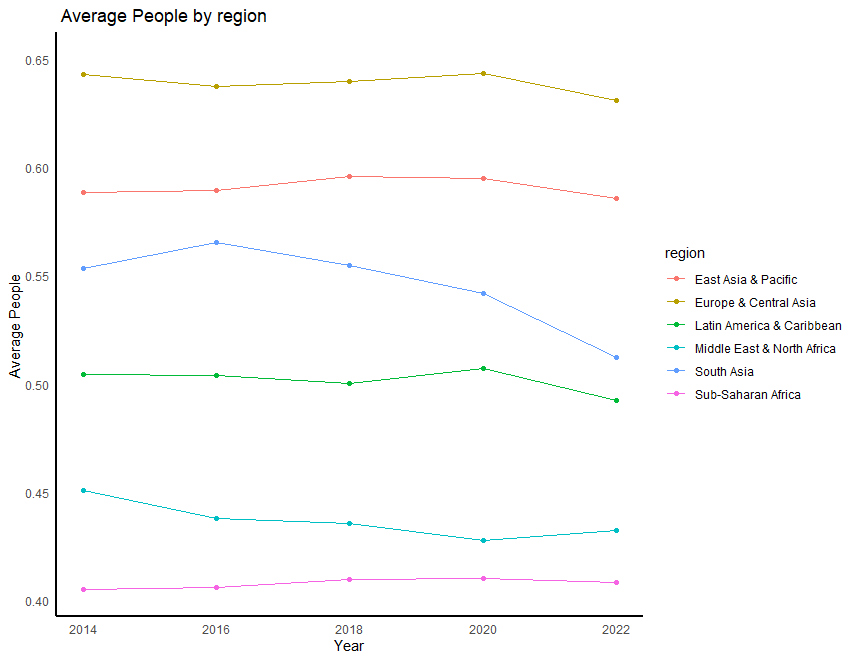 Average People by region
Average People
0.65
0.60
0.55
0.50
0.45
0.40
2014 2016 2018 2020 2022
Year
region
East Asia & Pacific
Europe & Central Asia
Latin America & Caribbean
Middle East & North Africa
South Asia
Sub-Saharan Africa